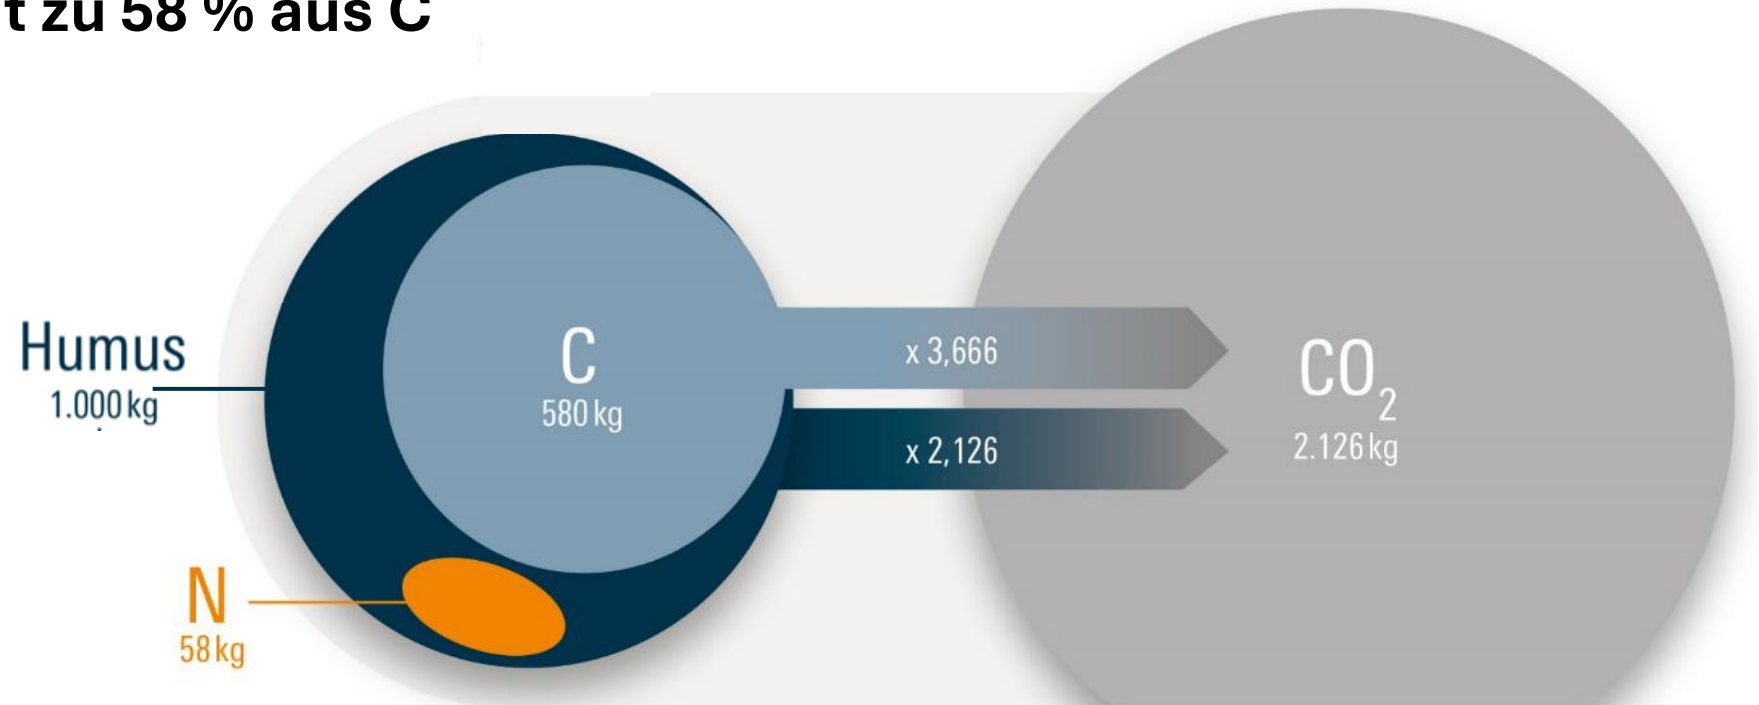 t zu 58 % aus C
Humus
1.000 kg
C
580 kg
x 3,666
x 2,126
CO₂
2.126 kg
N
58 kg